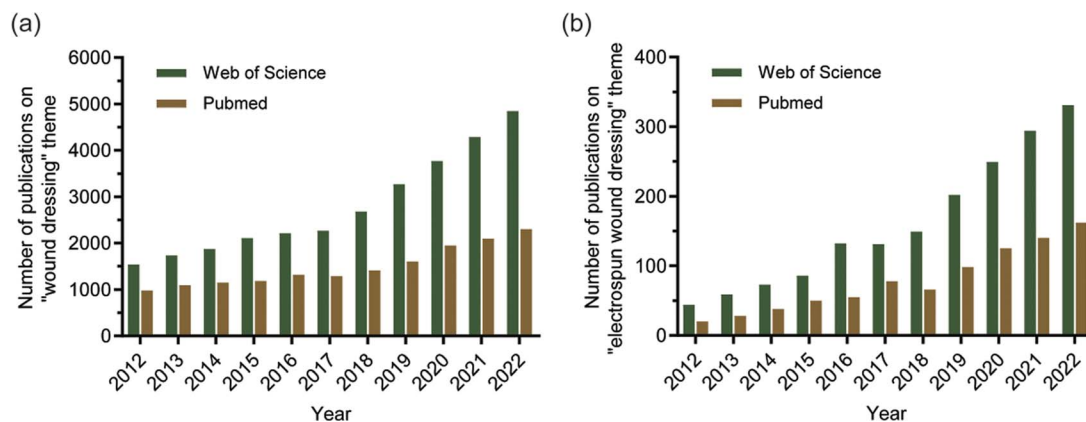 (a)
Number of publications on
"wound dressing" theme
6000
5000
4000
3000
2000
1000
0
Web of Science
Pubmed
2012
2013
2014
2015
2016
2017
2018
2019
2020
2021
2022
Year
(b)
Number of publications on
"electrospun wound dressing" theme
400
300
200
100
0
Web of Science
Pubmed
2012
2013
2014
2015
2016
2017
2018
2019
2020
2021
2022
Year